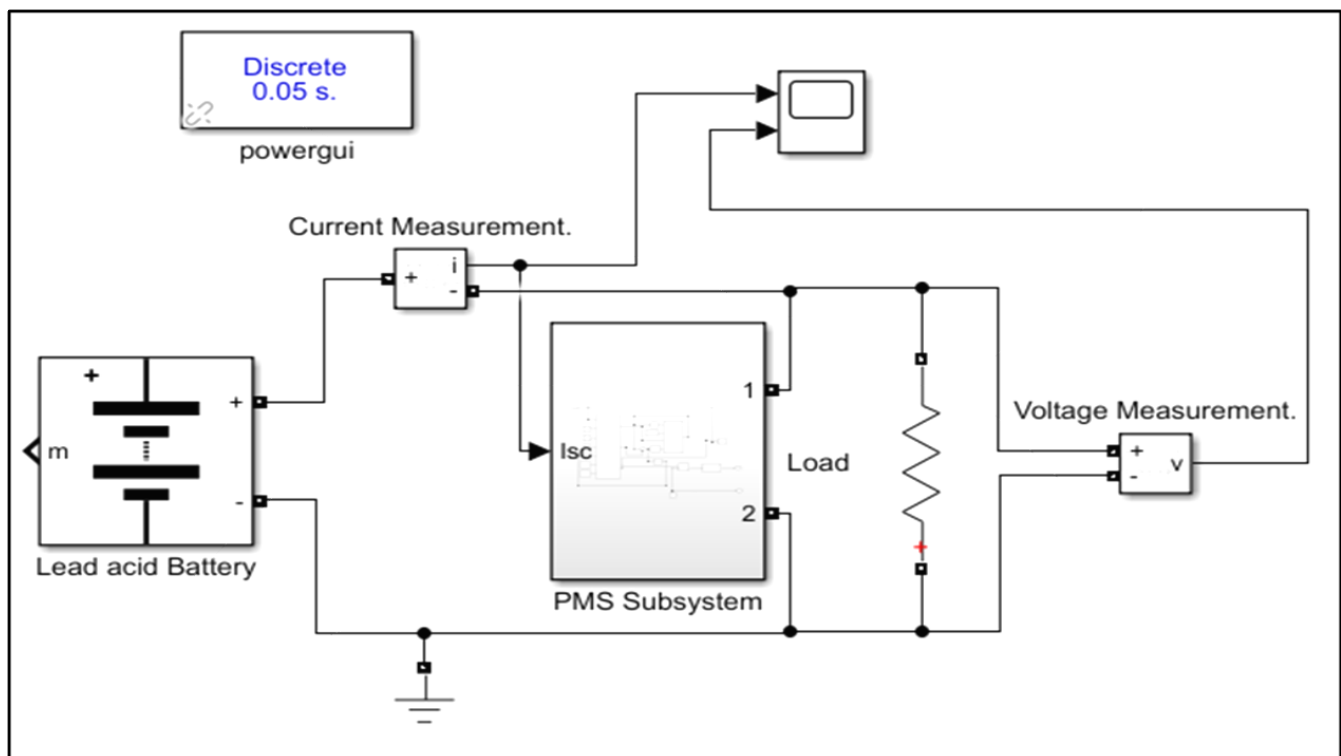 Discrete
0.05 s.
powergui
Current Measurement.
+
i
-
+
+
-
m
Lead acid Battery
Isc
1
2
PMS Subsystem
Load
+
Voltage Measurement.
+
-
v